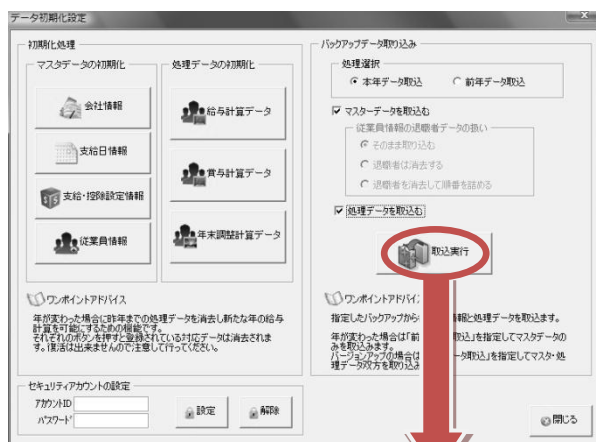 データ初期化設定
初期化処理
マスタデータの初期化
会社情報
支給日情報
支給・控除設定情報
従業員情報
処理データの初期化
給与計算データ
賞与計算データ
年末調整計算データ
ワンポイントアドバイス
年が変わった場合に昨年までの処理データを消去し新たな年の給与
計算を可能にするための機能です。
それぞれのボタンを押すと登録されている対応データは消去されま
す。復活は出来ませんので注意して行ってください。
セキュリティアカウントの設定
アカウントID
パスワード
設定
解除
バックアップデータ取り込み
処理選択
本年データ取込
前年データ取込
マスターデータを取込む
従業員情報の退職者データの扱い
そのまま取り込む
退職者は消去する
退職者を消去して順番を詰める
処理データを取込む
取込実行
ワンポイントアドバイ
指定したバックアップから 報と処理データを取込ます。
年が変わった場合は「前 取込」を指定してマスタデータの
みを取込みます。
バージョンアップの場合は ータ取込」を指定してマスタ・処
理データ双方を取り込み
閉じる